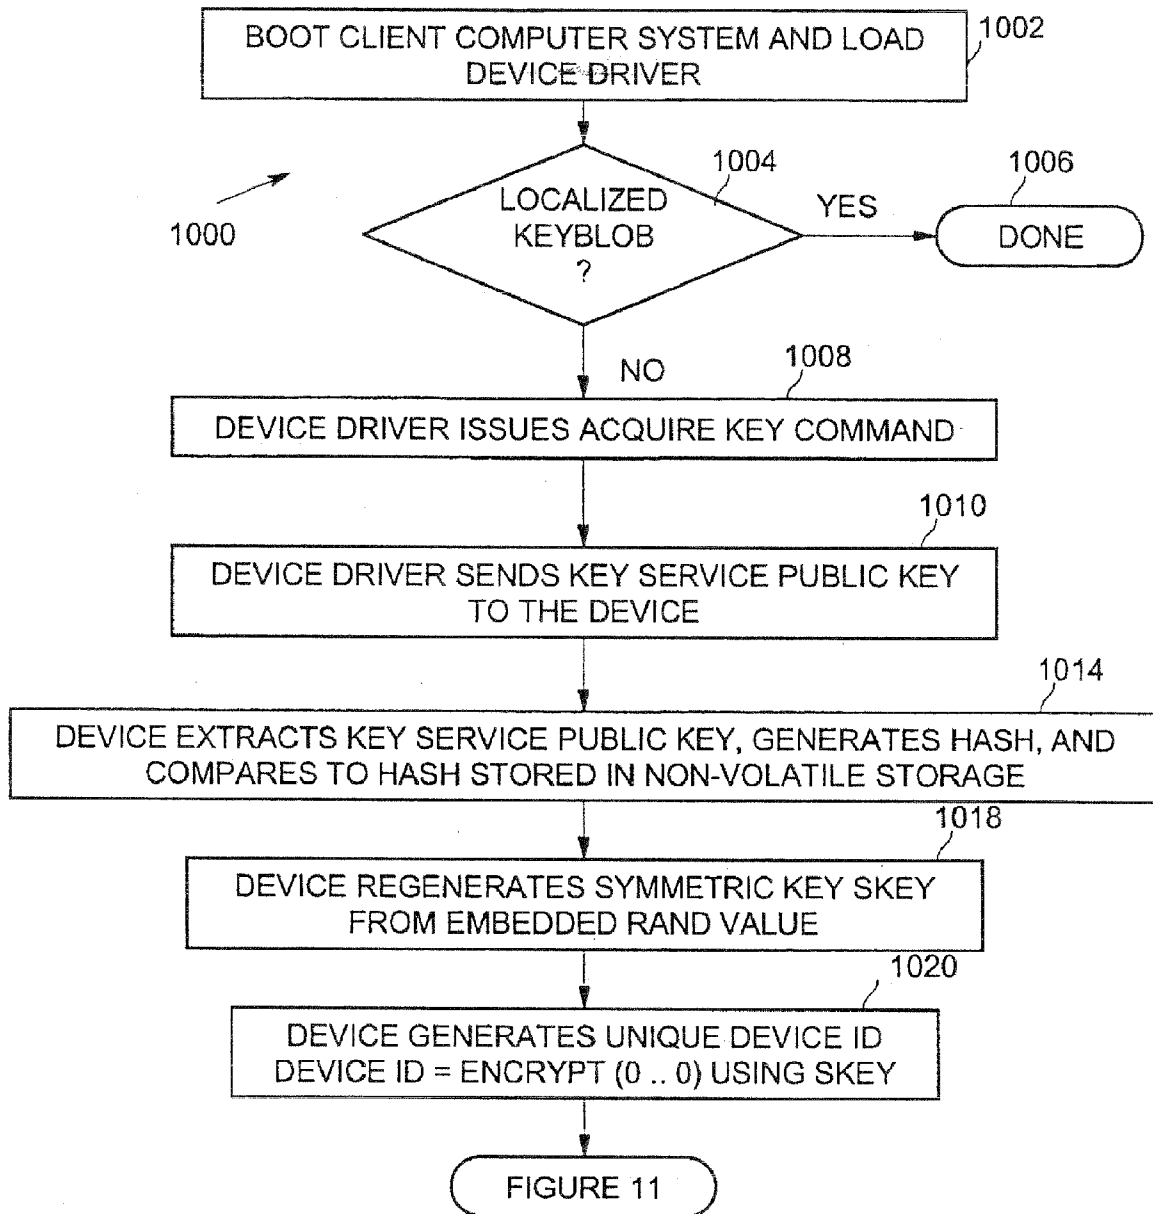 BOOT CLIENT COMPUTER SYSTEM AND LOAD
DEVICE DRIVER
1002
1000
LOCALIZED
KEYBLOB
?
1004
YES
1006
DONE
NO
1008
DEVICE DRIVER ISSUES ACQUIRE KEY COMMAND
1010
DEVICE DRIVER SENDS KEY SERVICE PUBLIC KEY
TO THE DEVICE
1014
DEVICE EXTRACTS KEY SERVICE PUBLIC KEY, GENERATES HASH, AND
COMPARES TO HASH STORED IN NON-VOLATILE STORAGE
1018
DEVICE REGENERATES SYMMETRIC KEY SKEY
FROM EMBEDDED RAND VALUE
1020
DEVICE GENERATES UNIQUE DEVICE ID
DEVICE ID = ENCRYPT (0 .. 0) USING SKEY
FIGURE 11